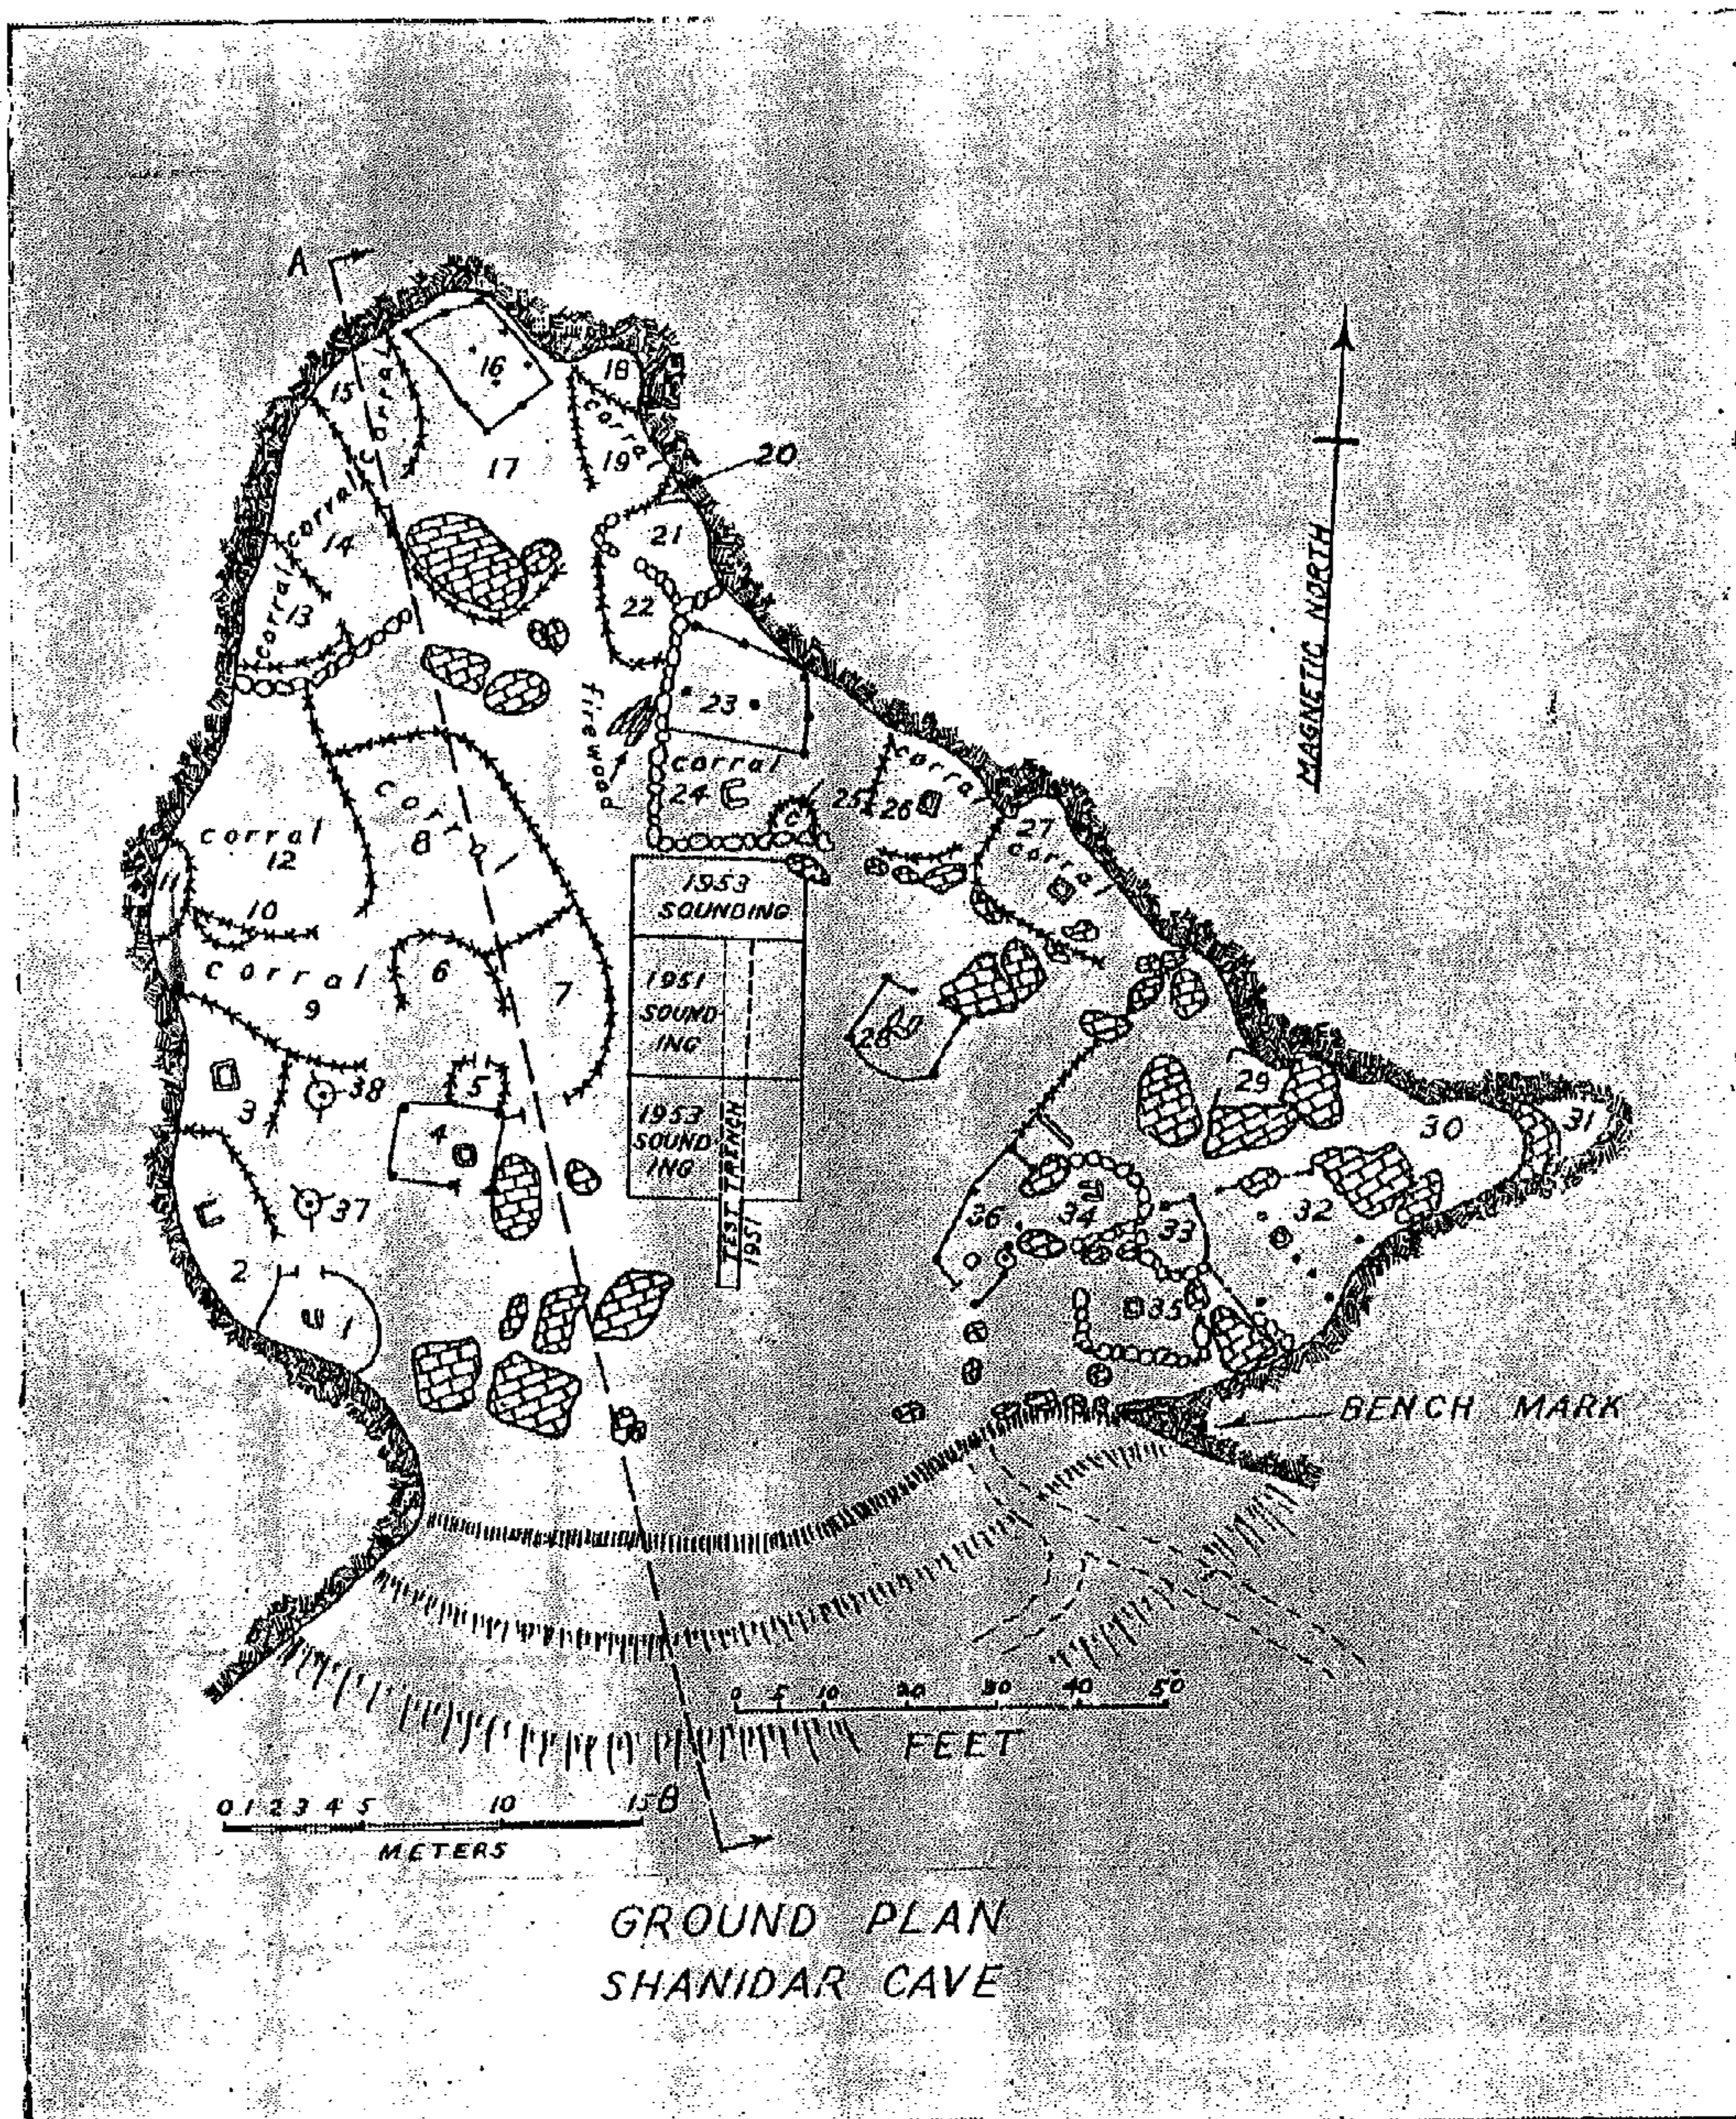 A
16
15
corral
18
corral
19
20
17
corral
14
21
corral
13
22
MAGNETIC NORTH
firewood
23
corral
24
C
25
corral
26
27
corral
corral
8
corral
12
11
10
1953
SOUNDING
corral
9
6
7
1951
SOUND
ING
28
38
3
5
4
1953
SOUND
ING
TEST TRENCH
1951
29
30
31
37
2
1
36
34
33
32
35
BENCH MARK
0 5 10 20 30 40 50
FEET
0 1 2 3 4 5 10 15
METERS
B
GROUND PLAN
SHANIDAR CAVE